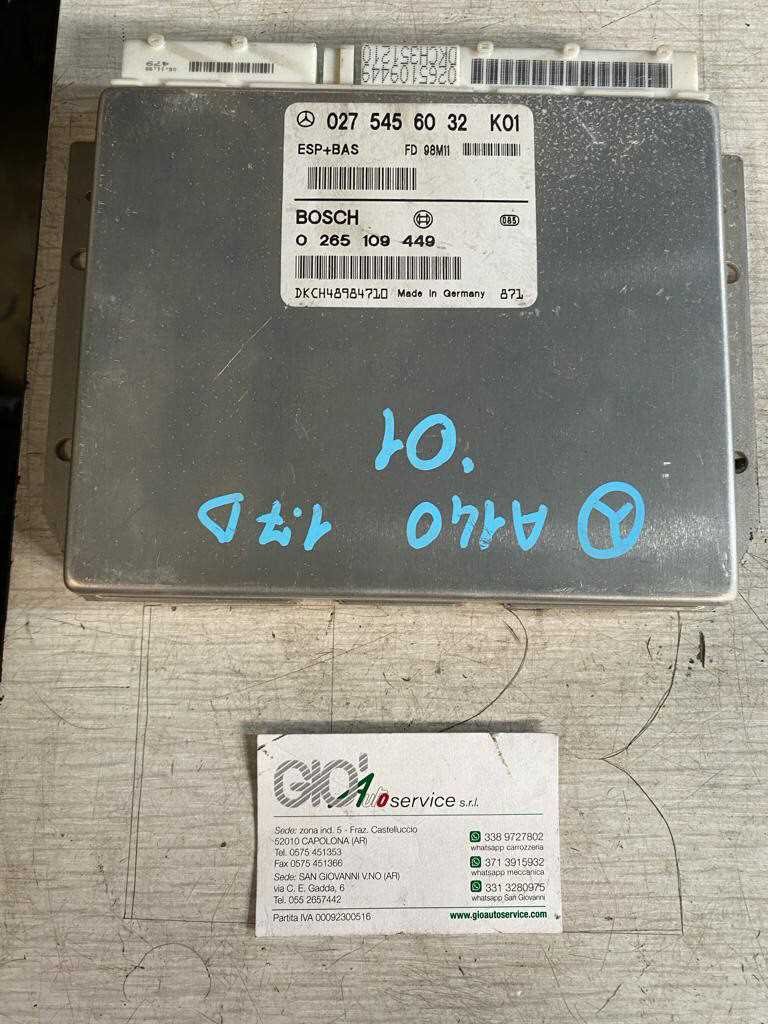 479
0265109449
DKCA351210
027 545 60 32 K01
ESP+BAS FD 98M11
BOSCH 085
0 265 109 449
DKCH48984710 Made in Germany 871
A140 1.7D
'01
GIO' Auto service s.r.l.
Sede: zona ind. 5 - Fraz. Castelluccio
52010 CAPOLONA (AR)
Tel. 0575 451353
Fax 0575 451366
Sede: SAN GIOVANNI V.NO (AR)
via C. E. Gadda, 6
Tel. 055 2657442
Partita IVA 00092300516
338 9727802
whatsapp carrozzeria
371 3915932
whatsapp meccanica
331 3280975
whatsapp San Giovanni
www.gioautoservice.com